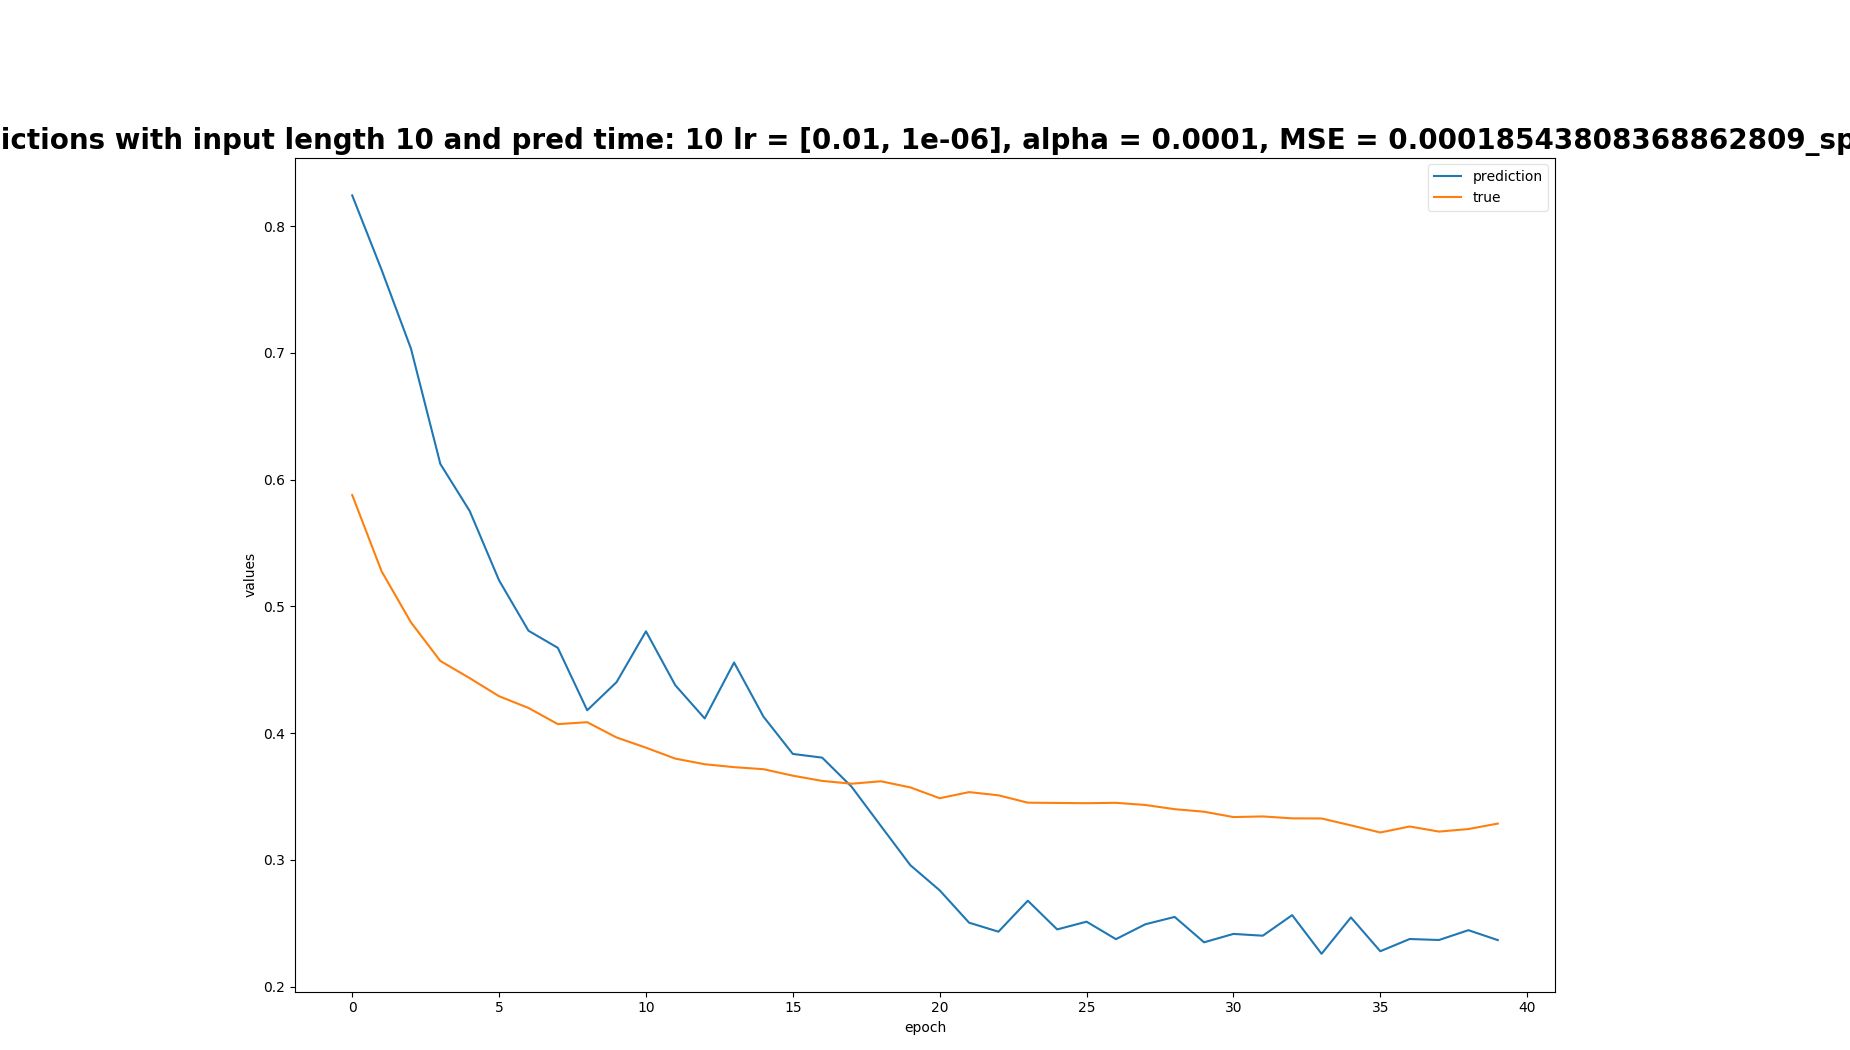 ictions with input length 10 and pred time: 10 lr = [0.01, 1e-06], alpha = 0.0001, MSE = 0.00018543808368862809_sp
prediction
true
0.8
0.7
0.6
0.5
0.4
0.3
0.2
values
0 5 10 15 20 25 30 35 40
epoch